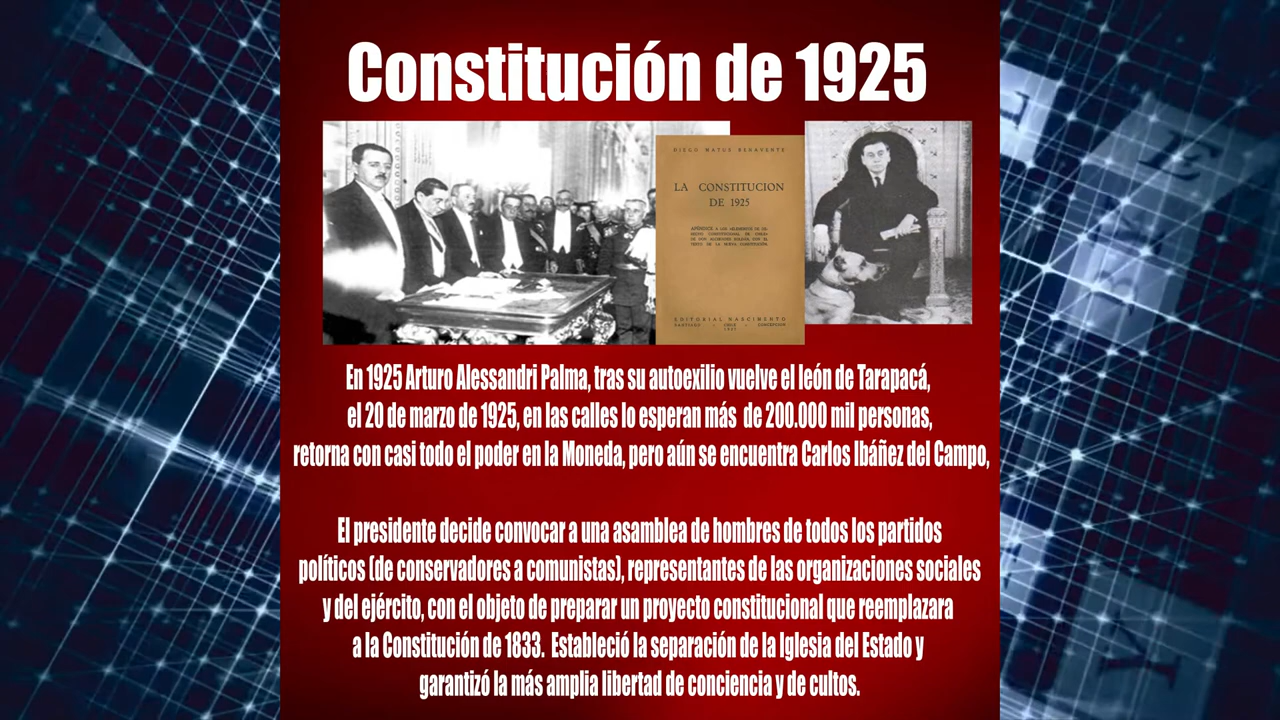 Constitución de 1925
DIEGO MATUS BENAVENTE
LA CONSTITUCION
DE 1925
EDITORIAL NASCIMENTO
SANTIAGO - CHILE - CONCEPCION
En 1925 Arturo Alessandri Palma, tras su autoexilio vuelve el león de Tarapacá,
el 20 de marzo de 1925, en las calles lo esperan más de 200.000 mil personas,
retorna con casi todo el poder en la Moneda, pero aún se encuentra Carlos Ibáñez del Campo,
El presidente decide convocar a una asamblea de hombres de todos los partidos
políticos (de conservadores a comunistas), representantes de las organizaciones sociales
y del ejército, con el objeto de preparar un proyecto constitucional que reemplazara
a la Constitución de 1833. Estableció la separación de la Iglesia del Estado y
garantizó la más amplia libertad de conciencia y de cultos.